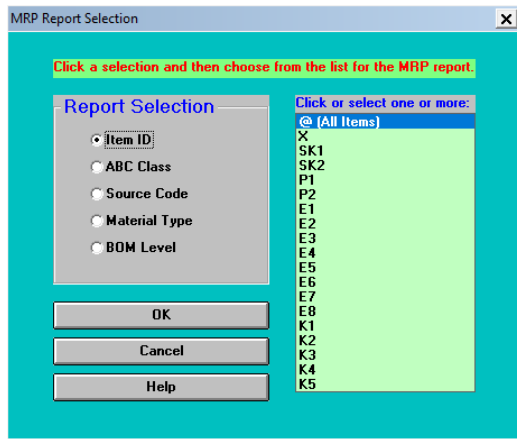 MRP Report Selection
Click a selection and then choose from the list for the MRP report.
Report Selection
Item ID
ABC Class
Source Code
Material Type
BOM Level
OK
Cancel
Help
Click or select one or more:
@ (All Items)
X
SK1
SK2
P1
P2
E1
E2
E3
E4
E5
E6
E7
E8
K1
K2
K3
K4
K5